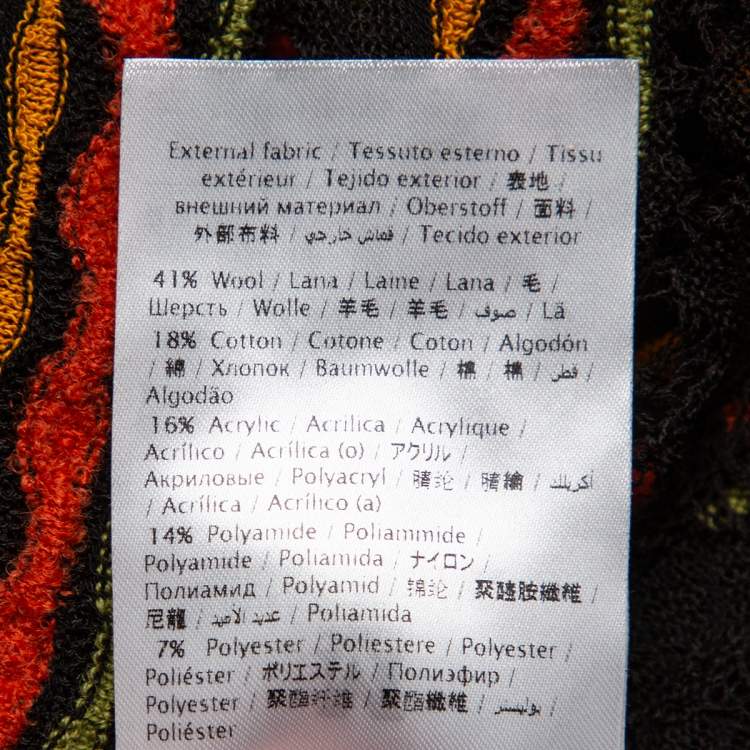 External fabric / Tessuto esterno / Tissu
extérieur / Tejido exterior / 表地 /
внешний материал / Oberstoff / 面料 /
外部布料 / قماش خارجي / Tecido exterior
41% Wool / Lana / Laine / Lana / 毛 /
Шерсть / Wolle / 羊毛 / 羊毛 / صوف / Lã
18% Cotton / Cotone / Coton / Algodón
/ 綿 / Хлопок / Baumwolle / 棉 / 棉 / قطن /
Algodão
16% Acrylic / Acrilica / Acrylique /
Acrílico / Acrílica (o) / アクリル /
Акриловые / Polyacryl / 腈纶 / 腈綸 / أكريليك
/ Acrílica / Acrílico (a)
14% Polyamide / Poliammide /
Polyamide / Poliamida / ナイロン /
Полиамид / Polyamid / 锦纶 / 聚醯胺纖維 /
尼龍 / عديد الأميد / Poliamida
7% Polyester / Poliestere / Polyester /
Poliéster / ポリエステル / Полиэфир /
Polyester / 聚酯纤维 / 聚酯纖維 / بوليستر /
Poliéster